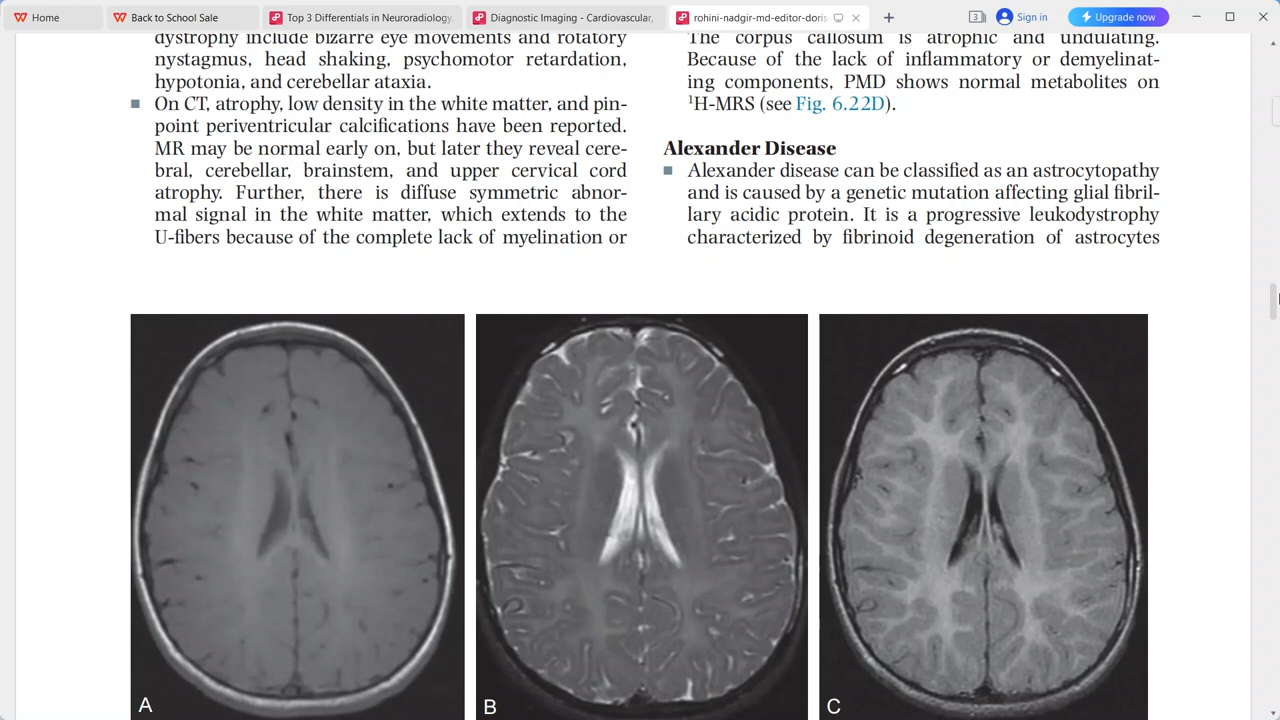 Home
Back to School Sale
Top 3 Differentials in Neuroradiology
Diagnostic Imaging - Cardiovascular,
rohini-nadgir-md-editor-doris
3
Sign in
Upgrade now
dystrophy include bizarre eye movements and rotatory
nystagmus, head shaking, psychomotor retardation,
hypotonia, and cerebellar ataxia.
■ On CT, atrophy, low density in the white matter, and pin-
point periventricular calcifications have been reported.
MR may be normal early on, but later they reveal cere-
bral, cerebellar, brainstem, and upper cervical cord
atrophy. Further, there is diffuse symmetric abnor-
mal signal in the white matter, which extends to the
U-fibers because of the complete lack of myelination or
The corpus callosum is atrophic and undulating.
Because of the lack of inflammatory or demyelinat-
ing components, PMD shows normal metabolites on
¹H-MRS (see Fig. 6.22D).
Alexander Disease
■ Alexander disease can be classified as an astrocytopathy
and is caused by a genetic mutation affecting glial fibril-
lary acidic protein. It is a progressive leukodystrophy
characterized by fibrinoid degeneration of astrocytes
A
B
C